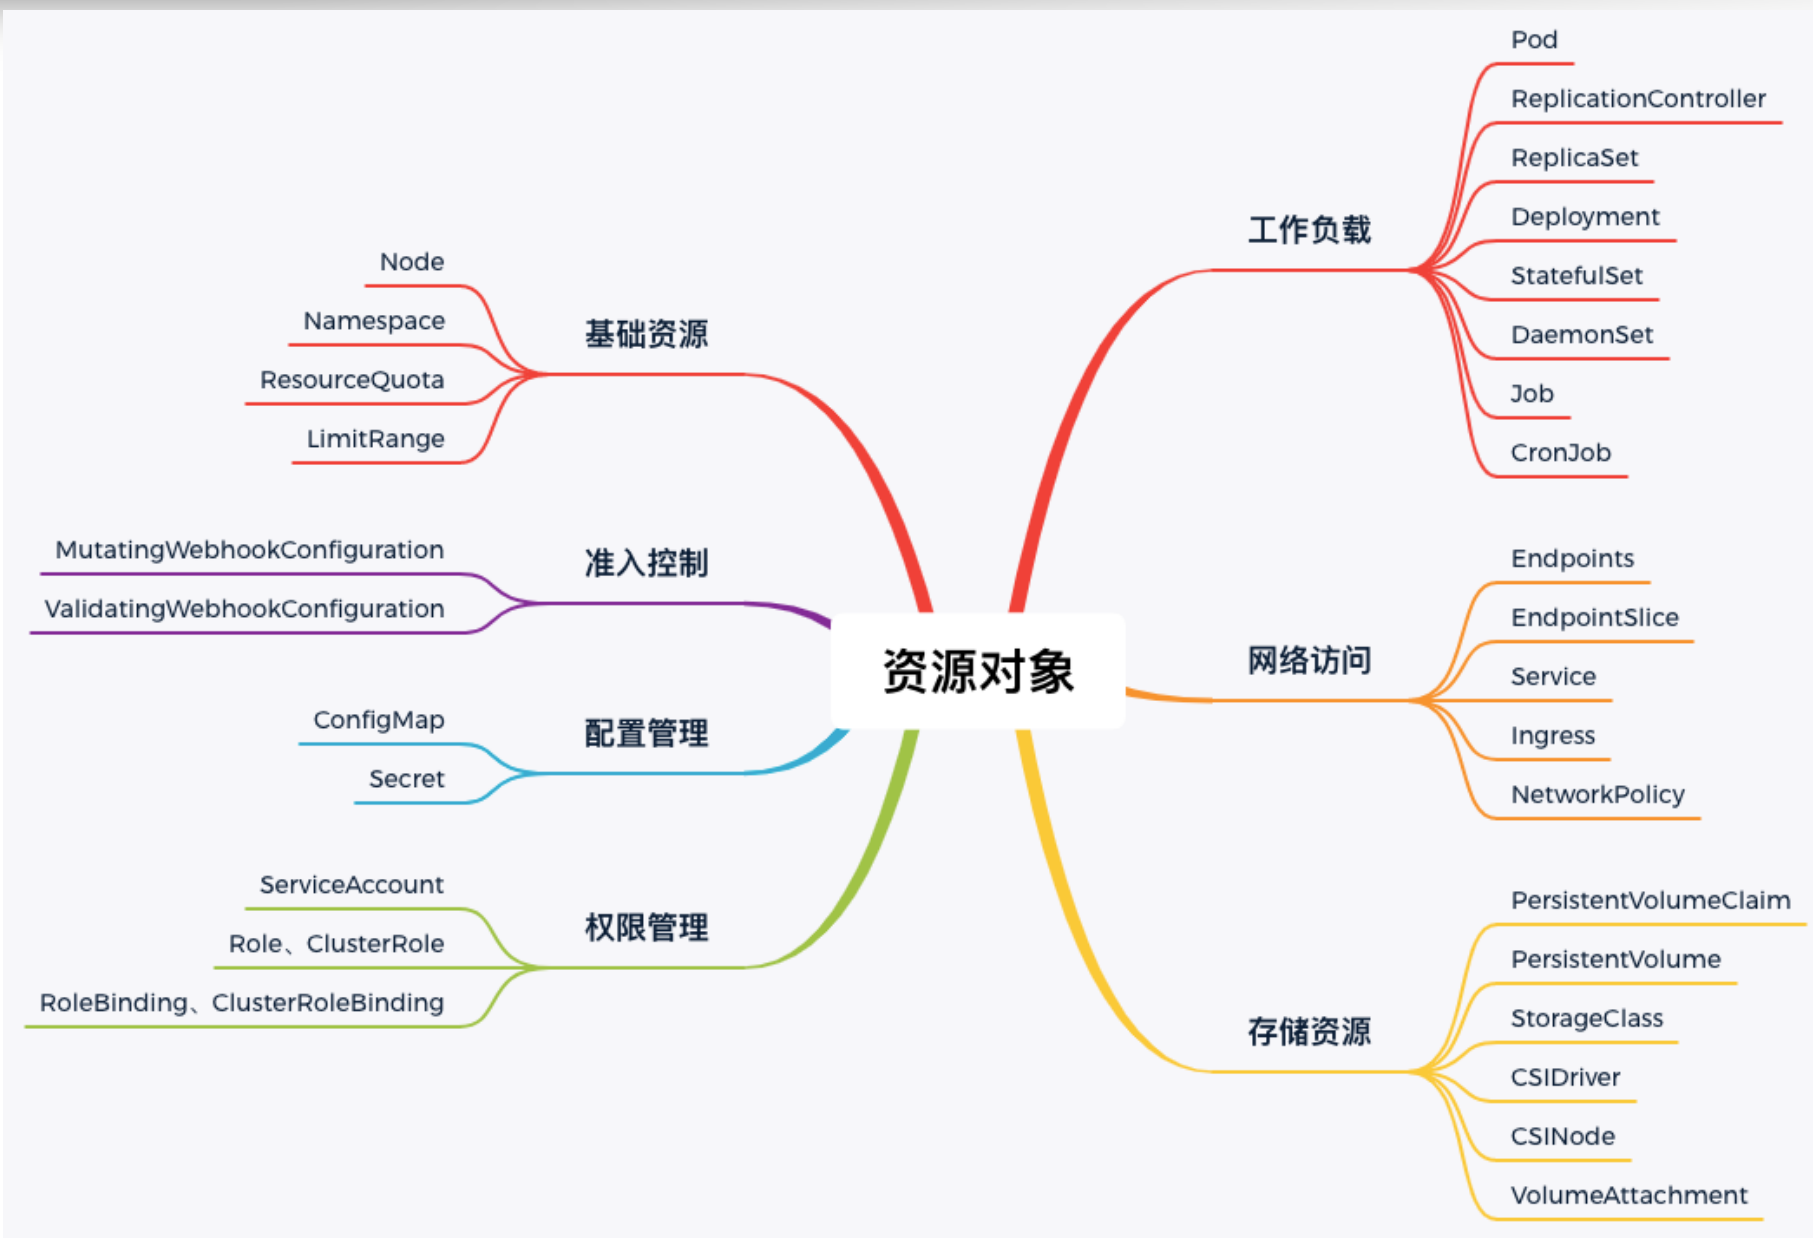 资源对象
基础资源
Node
Namespace
ResourceQuota
LimitRange
准入控制
MutatingWebhookConfiguration
ValidatingWebhookConfiguration
配置管理
ConfigMap
Secret
权限管理
ServiceAccount
Role、ClusterRole
RoleBinding、ClusterRoleBinding
工作负载
Pod
ReplicationController
ReplicaSet
Deployment
StatefulSet
DaemonSet
Job
CronJob
网络访问
Endpoints
EndpointSlice
Service
Ingress
NetworkPolicy
存储资源
PersistentVolumeClaim
PersistentVolume
StorageClass
CSIDriver
CSINode
VolumeAttachment